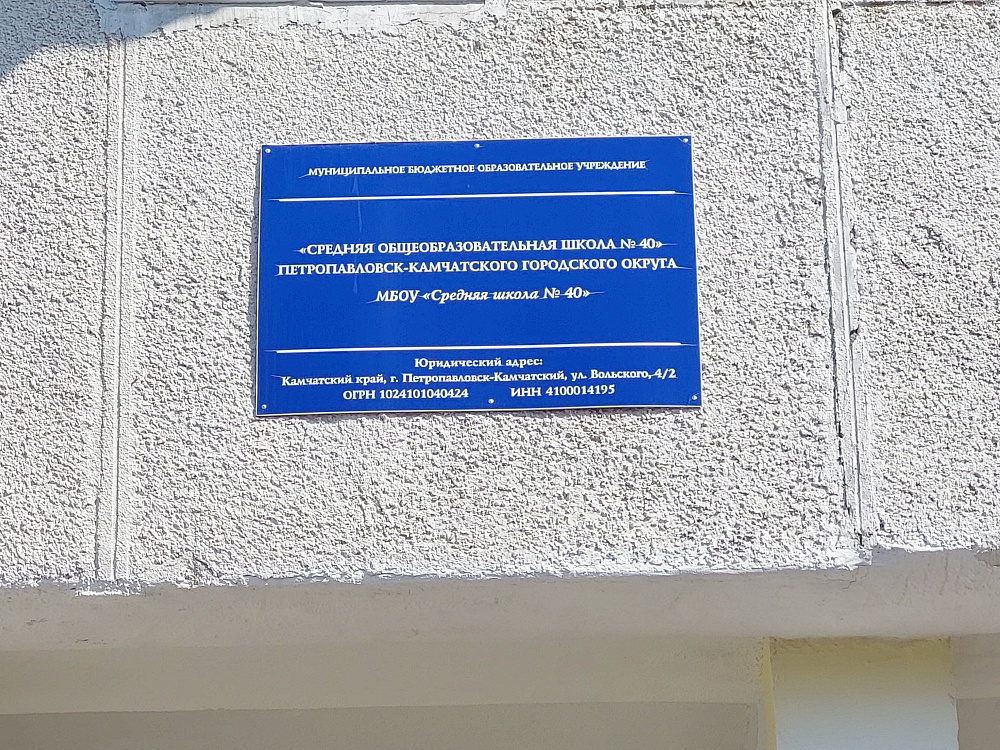 МУНИЦИПАЛЬНОЕ БЮДЖЕТНОЕ ОБРАЗОВАТЕЛЬНОЕ УЧРЕЖДЕНИЕ
«СРЕДНЯЯ ОБЩЕОБРАЗОВАТЕЛЬНАЯ ШКОЛА № 40»
ПЕТРОПАВЛОВСК-КАМЧАТСКОГО ГОРОДСКОГО ОКРУГА
МБОУ «Средняя школа № 40»
Юридический адрес:
Камчатский край, г. Петропавловск-Камчатский, ул. Вольского, 4/2
ОГРН 1024101040424 ИНН 4100014195